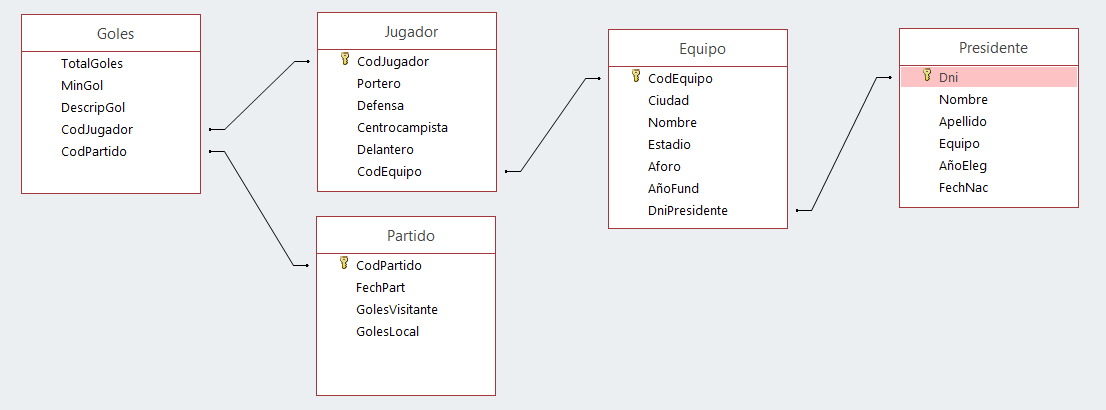 Goles
TotalGoles
MinGol
DescripGol
CodJugador
CodPartido
Jugador
CodJugador
Portero
Defensa
Centrocampista
Delantero
CodEquipo
Partido
CodPartido
FechPart
GolesVisitante
GolesLocal
Equipo
CodEquipo
Ciudad
Nombre
Estadio
Aforo
AñoFund
DniPresidente
Presidente
Dni
Nombre
Apellido
Equipo
AñoEleg
FechNac